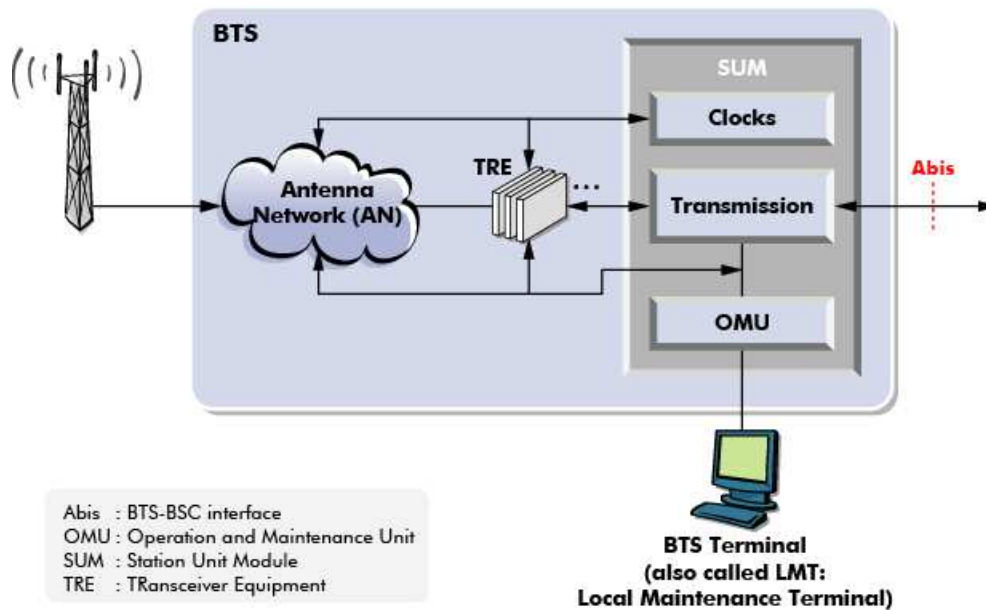 BTS
SUM
Clocks
TRE
...
Antenna
Network (AN)
Transmission
Abis
OMU
Abis : BTS-BSC interface
OMU : Operation and Maintenance Unit
SUM : Station Unit Module
TRE : TRansceiver Equipment
BTS Terminal
(also called LMT:
Local Maintenance Terminal)